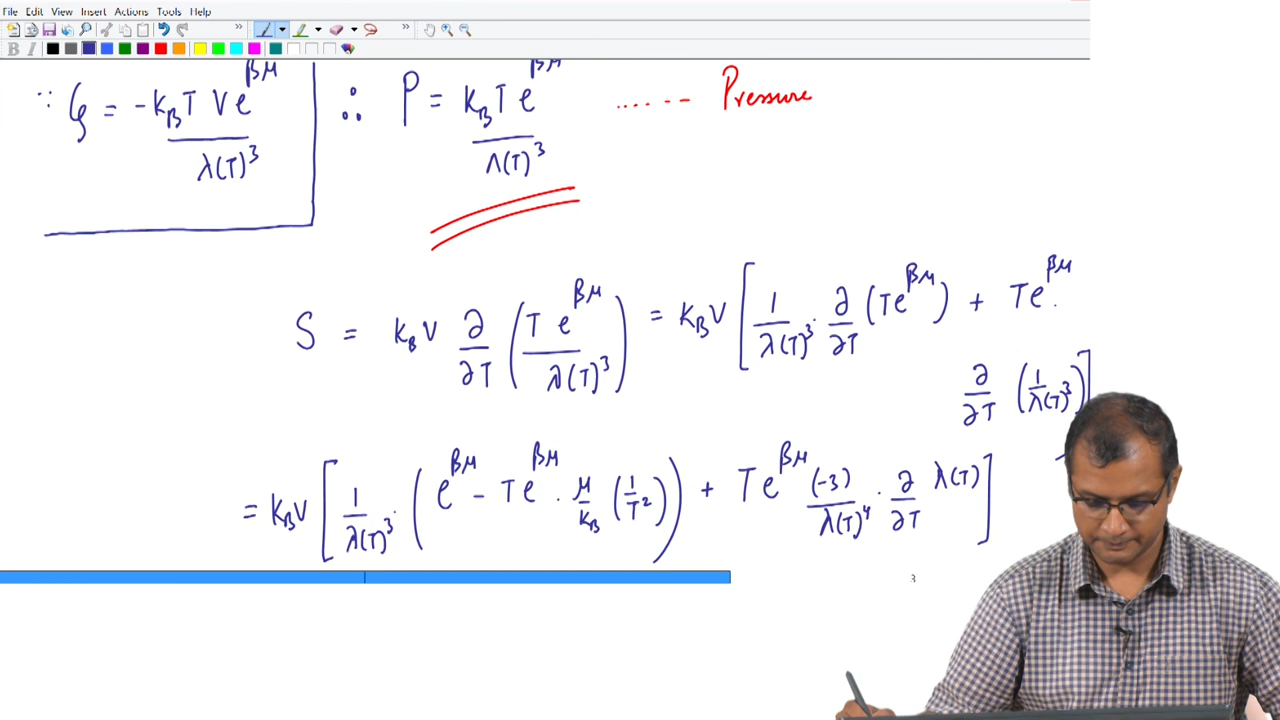 File Edit View Insert Actions Tools Help
B I
∵ G = -k_B T V e^{βμ} / λ(T)^3 ∴ P = k_B T e^{βμ} / Λ(T)^3 ...... Pressure
S = k_B V ∂/∂T (T e^{βμ} / λ(T)^3) = k_B V [ 1/λ(T)^3 · ∂/∂T (T e^{βμ}) + T e^{βμ} ·
∂/∂T (1/λ(T)^3) ]
= k_B V [ 1/λ(T)^3 · ( e^{βμ} - T e^{βμ} · μ/k_B (1/T^2) ) + T e^{βμ} (-3)/λ(T)^4 · ∂/∂T λ(T) ]
3